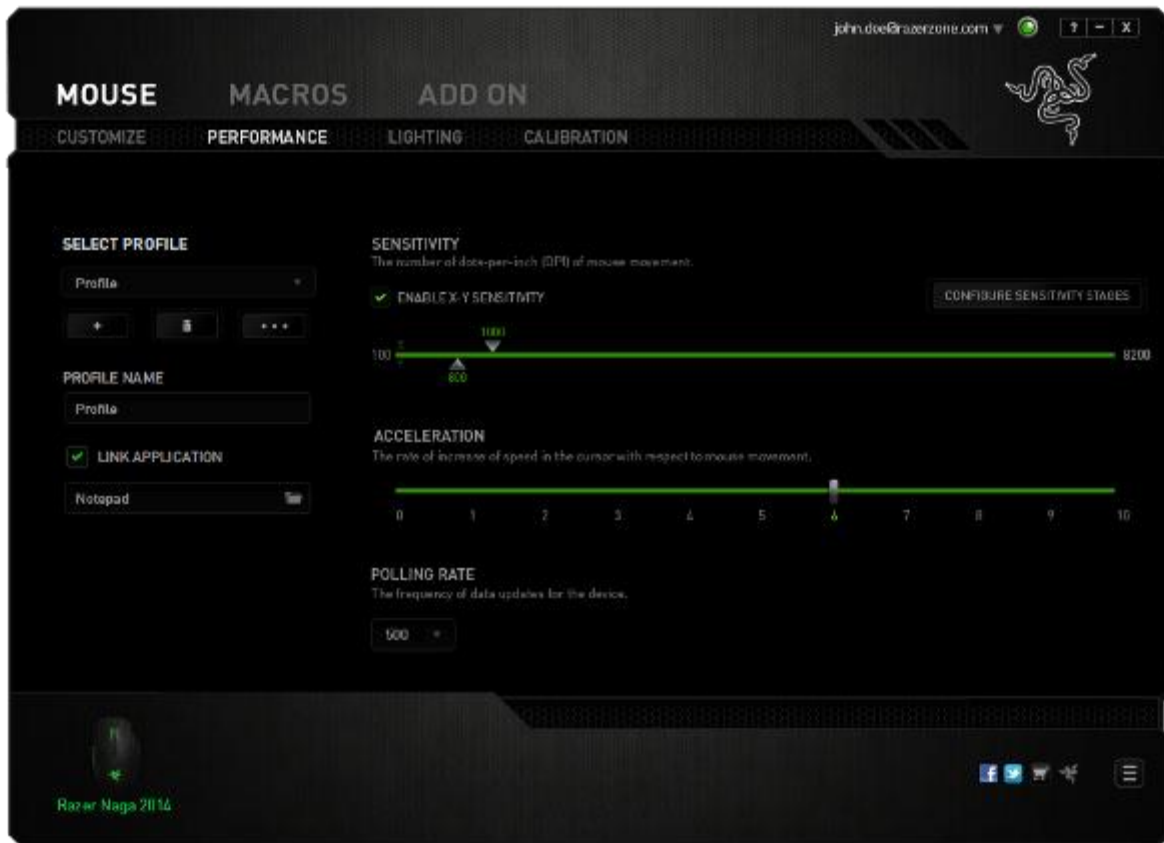 john.doe@razerzone.com
? – X
MOUSE MACROS ADD ON
CUSTOMIZE PERFORMANCE LIGHTING CALIBRATION
SELECT PROFILE
Profile
+ •••
PROFILE NAME
Profile
LINK APPLICATION
Notepad
SENSITIVITY
The number of dots-per-inch (DPI) of mouse movement.
ENABLE X-Y SENSITIVITY
CONFIGURE SENSITIVITY STAGES
1000
100 8200
800
ACCELERATION
The rate of increase of speed in the cursor with respect to mouse movement.
0 1 2 3 4 5 6 7 8 9 10
POLLING RATE
The frequency of data updates for the device.
500
Razer Naga 2014